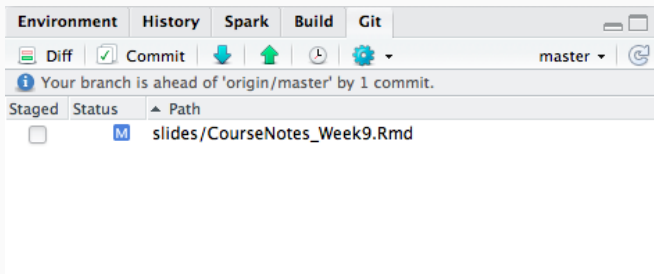 Environment History Spark Build Git
Diff Commit master
Your branch is ahead of 'origin/master' by 1 commit.
Staged Status Path
M slides/CourseNotes_Week9.Rmd